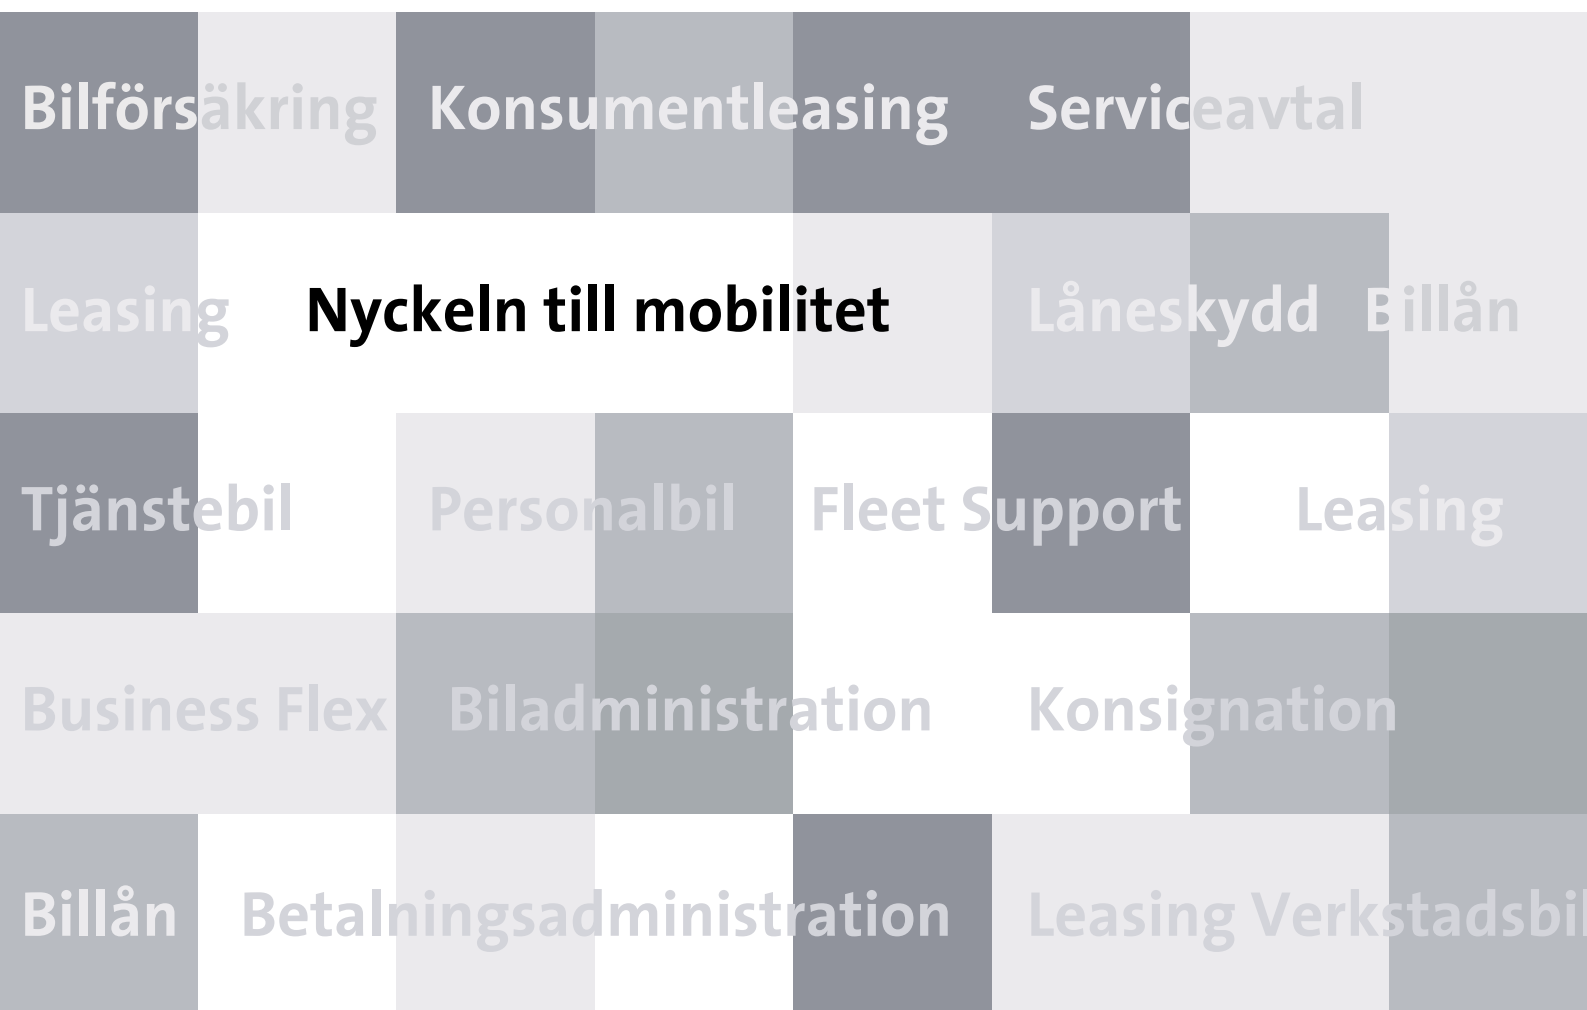 Bilförsäkring Konsumentleasing Serviceavtal
Leasing Nyckeln till mobilitet Låneskydd Billån
Tjänstebil Personalbil Fleet Support Leasing
Business Flex Biladministration Konsignation
Billån Betalningsadministration Leasing Verkstadsbil